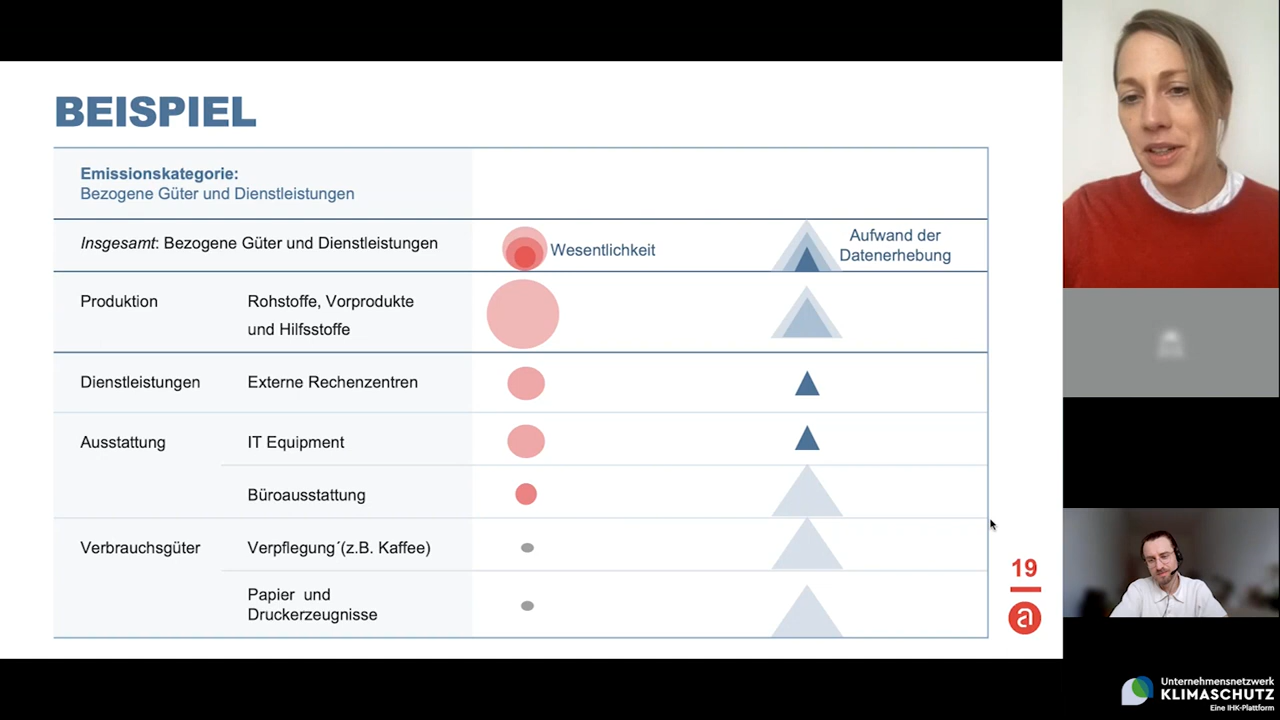 BEISPIEL
Emissionskategorie:
Bezogene Güter und Dienstleistungen
Insgesamt: Bezogene Güter und Dienstleistungen
Wesentlichkeit
Aufwand der
Datenerhebung
Produktion
Rohstoffe, Vorprodukte
und Hilfsstoffe
Dienstleistungen
Externe Rechenzentren
Ausstattung
IT Equipment
Büroausstattung
Verbrauchsgüter
Verpflegung´(z.B. Kaffee)
Papier und
Druckerzeugnisse
19
a
Unternehmensnetzwerk
KLIMASCHUTZ
Eine IHK-Plattform